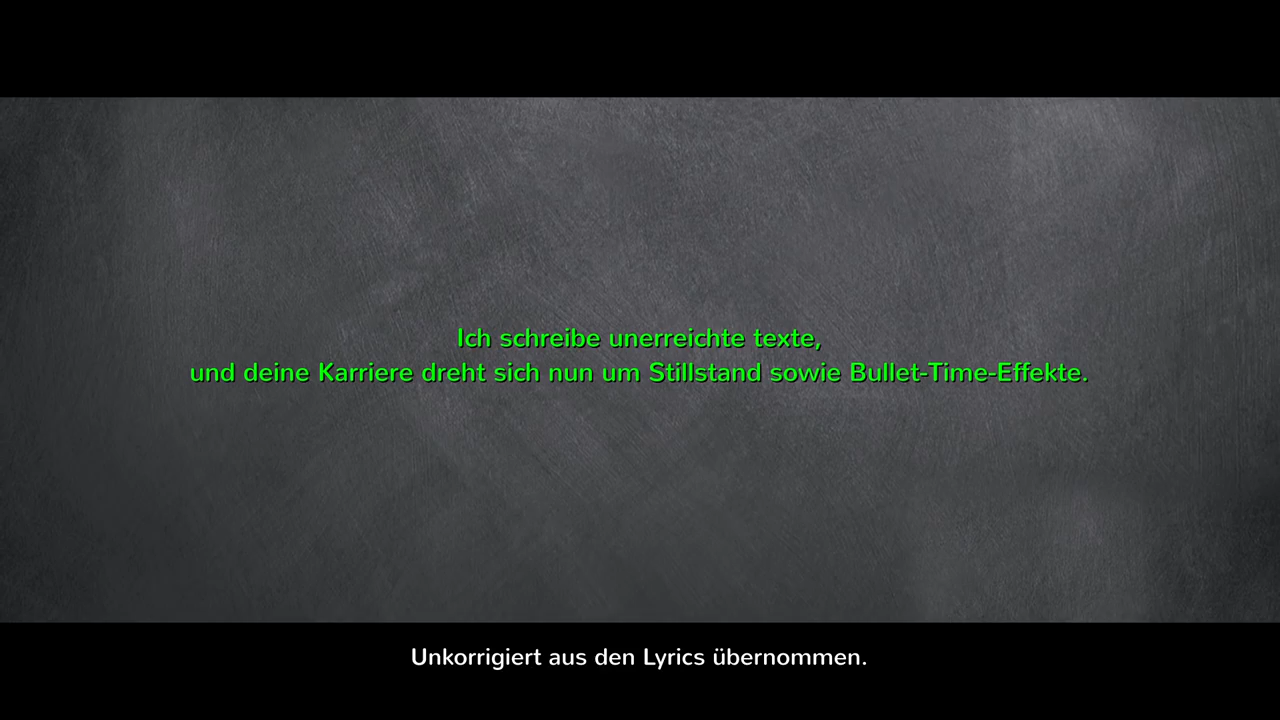 Ich schreibe unerreichte texte,
und deine Karriere dreht sich nun um Stillstand sowie Bullet-Time-Effekte.
Unkorrigiert aus den Lyrics übernommen.